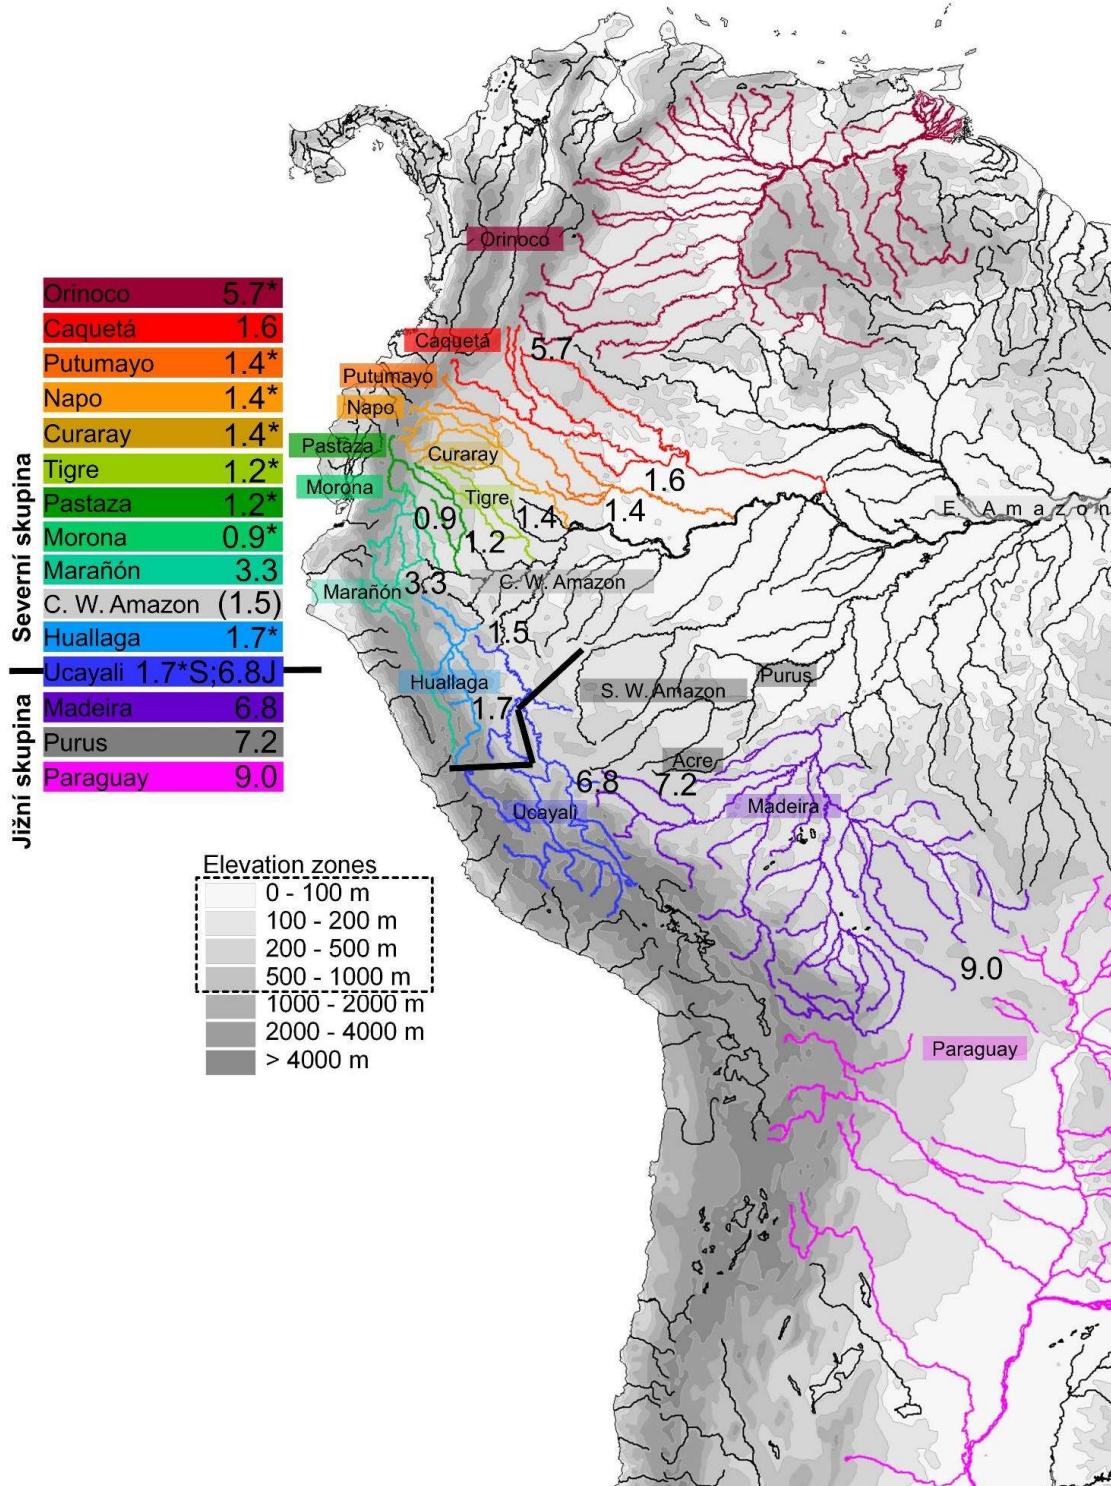 Severní skupina
Jižní skupina
Orinoco 5.7*
Caquetá 1.6
Putumayo 1.4*
Napo 1.4*
Curaray 1.4*
Tigre 1.2*
Pastaza 1.2*
Morona 0.9*
Marañón 3.3
C. W. Amazon (1.5)
Huallaga 1.7*
Ucayali 1.7*S;6.8J
Madeira 6.8
Purus 7.2
Paraguay 9.0
Elevation zones
0 - 100 m
100 - 200 m
200 - 500 m
500 - 1000 m
1000 - 2000 m
2000 - 4000 m
> 4000 m
Orinoco
Caquetá
5.7
Putumayo
Napo
Pastaza
Curaray
Morona
Tigre
1.6
0.9
1.4
1.4
E. Amazon
1.2
Marañón
3.3
C. W. Amazon
1.5
Huallaga
S. W. Amazon
Purus
1.7
Acre
6.8
7.2
Ucayali
Madeira
9.0
Paraguay